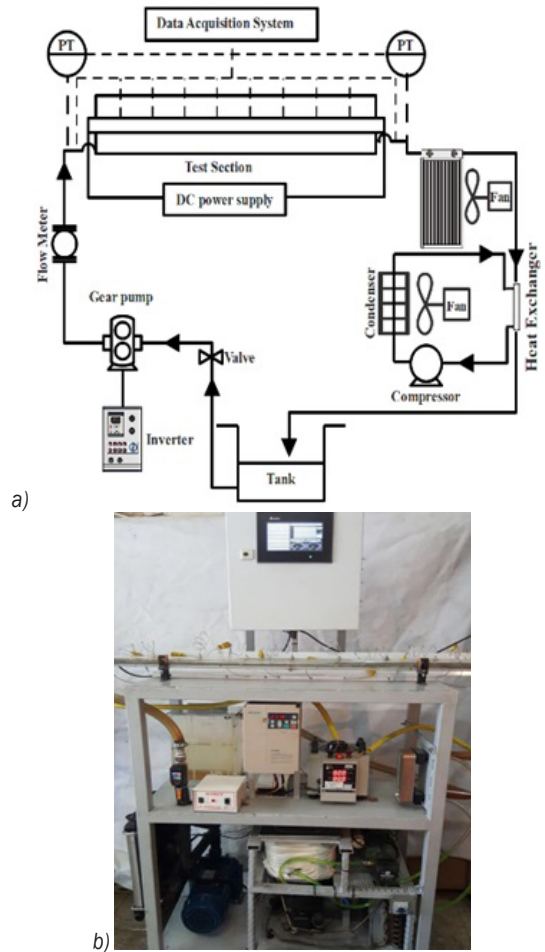 Data Acquisition System
PT
PT
Test Section
DC power supply
Fan
Flow Meter
Gear pump
Condenser
Fan
Heat Exchanger
Valve
Compressor
Inverter
Tank
a)
b)